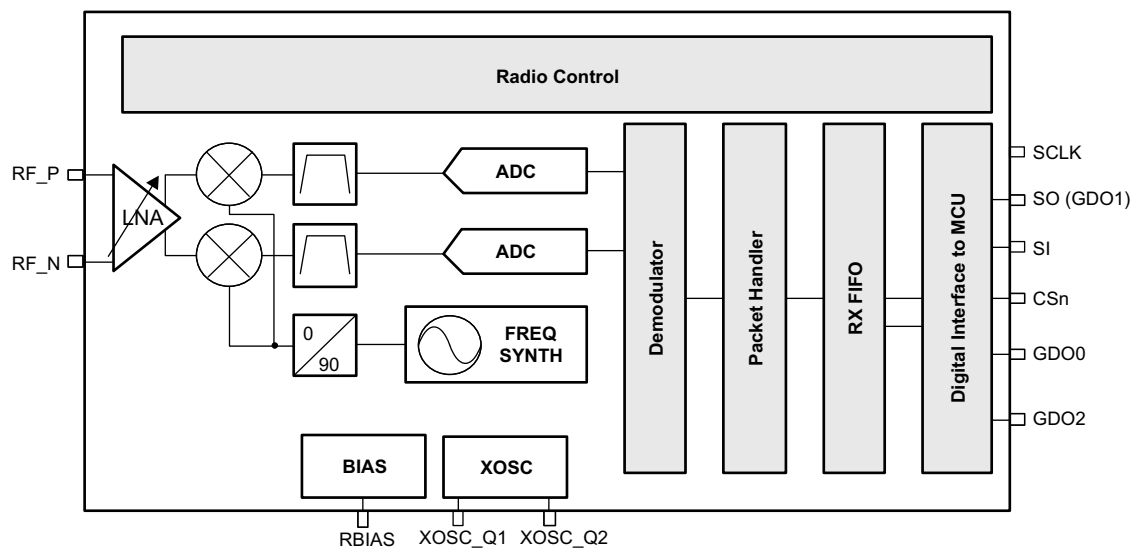 Radio Control
RF_P
RF_N
LNA
ADC
ADC
0
90
FREQ
SYNTH
BIAS
XOSC
Demodulator
Packet Handler
RX FIFO
Digital Interface to MCU
SCLK
SO (GDO1)
SI
CSn
GDO0
GDO2
RBIAS
XOSC_Q1
XOSC_Q2